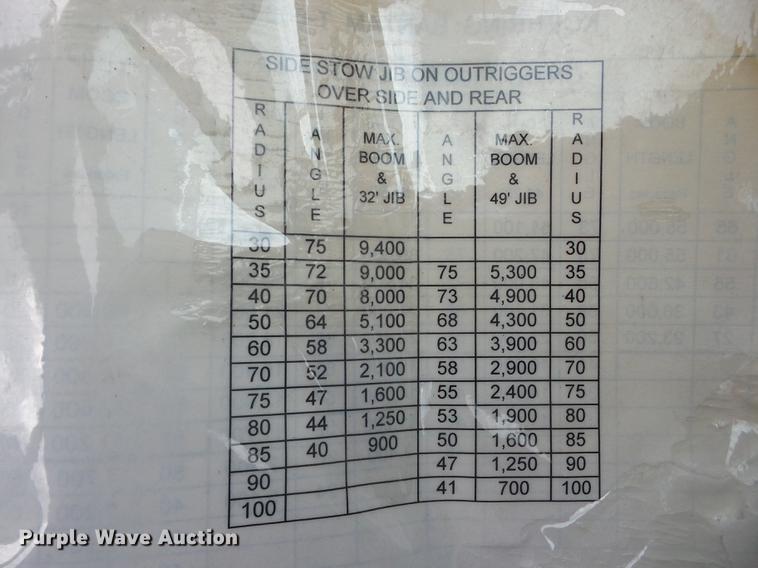 SIDE STOW JIB ON OUTRIGGERS
OVER SIDE AND REAR
RADIUS ANGLE MAX. BOOM & 32' JIB ANGLE MAX. BOOM & 49' JIB RADIUS
30 75 9,400 30
35 72 9,000 75 5,300 35
40 70 8,000 73 4,900 40
50 64 5,100 68 4,300 50
60 58 3,300 63 3,900 60
70 52 2,100 58 2,900 70
75 47 1,600 55 2,400 75
80 44 1,250 53 1,900 80
85 40 900 50 1,600 85
90 47 1,250 90
100 41 700 100
Purple Wave Auction